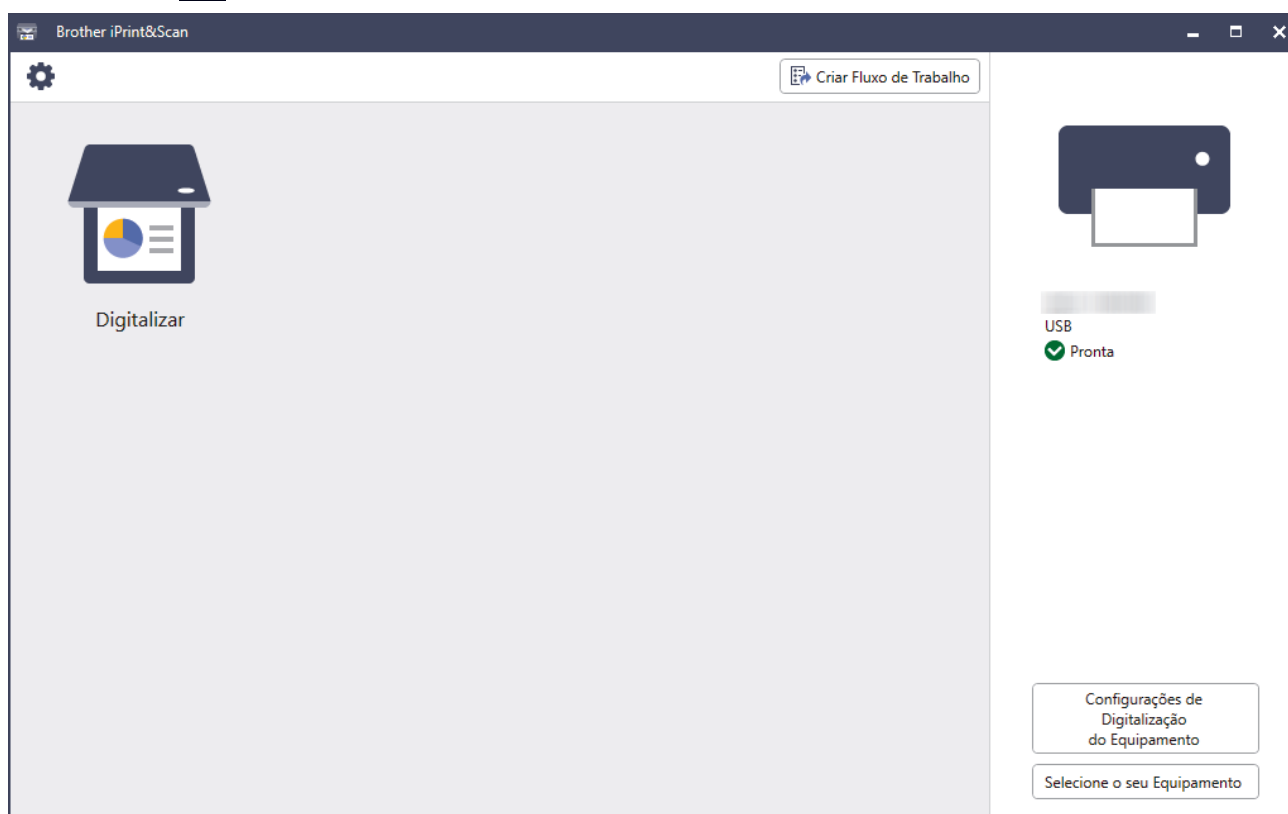 Brother iPrint&Scan
Criar Fluxo de Trabalho
Digitalizar
USB
Pronta
Configurações de
Digitalização
do Equipamento
Selecione o seu Equipamento